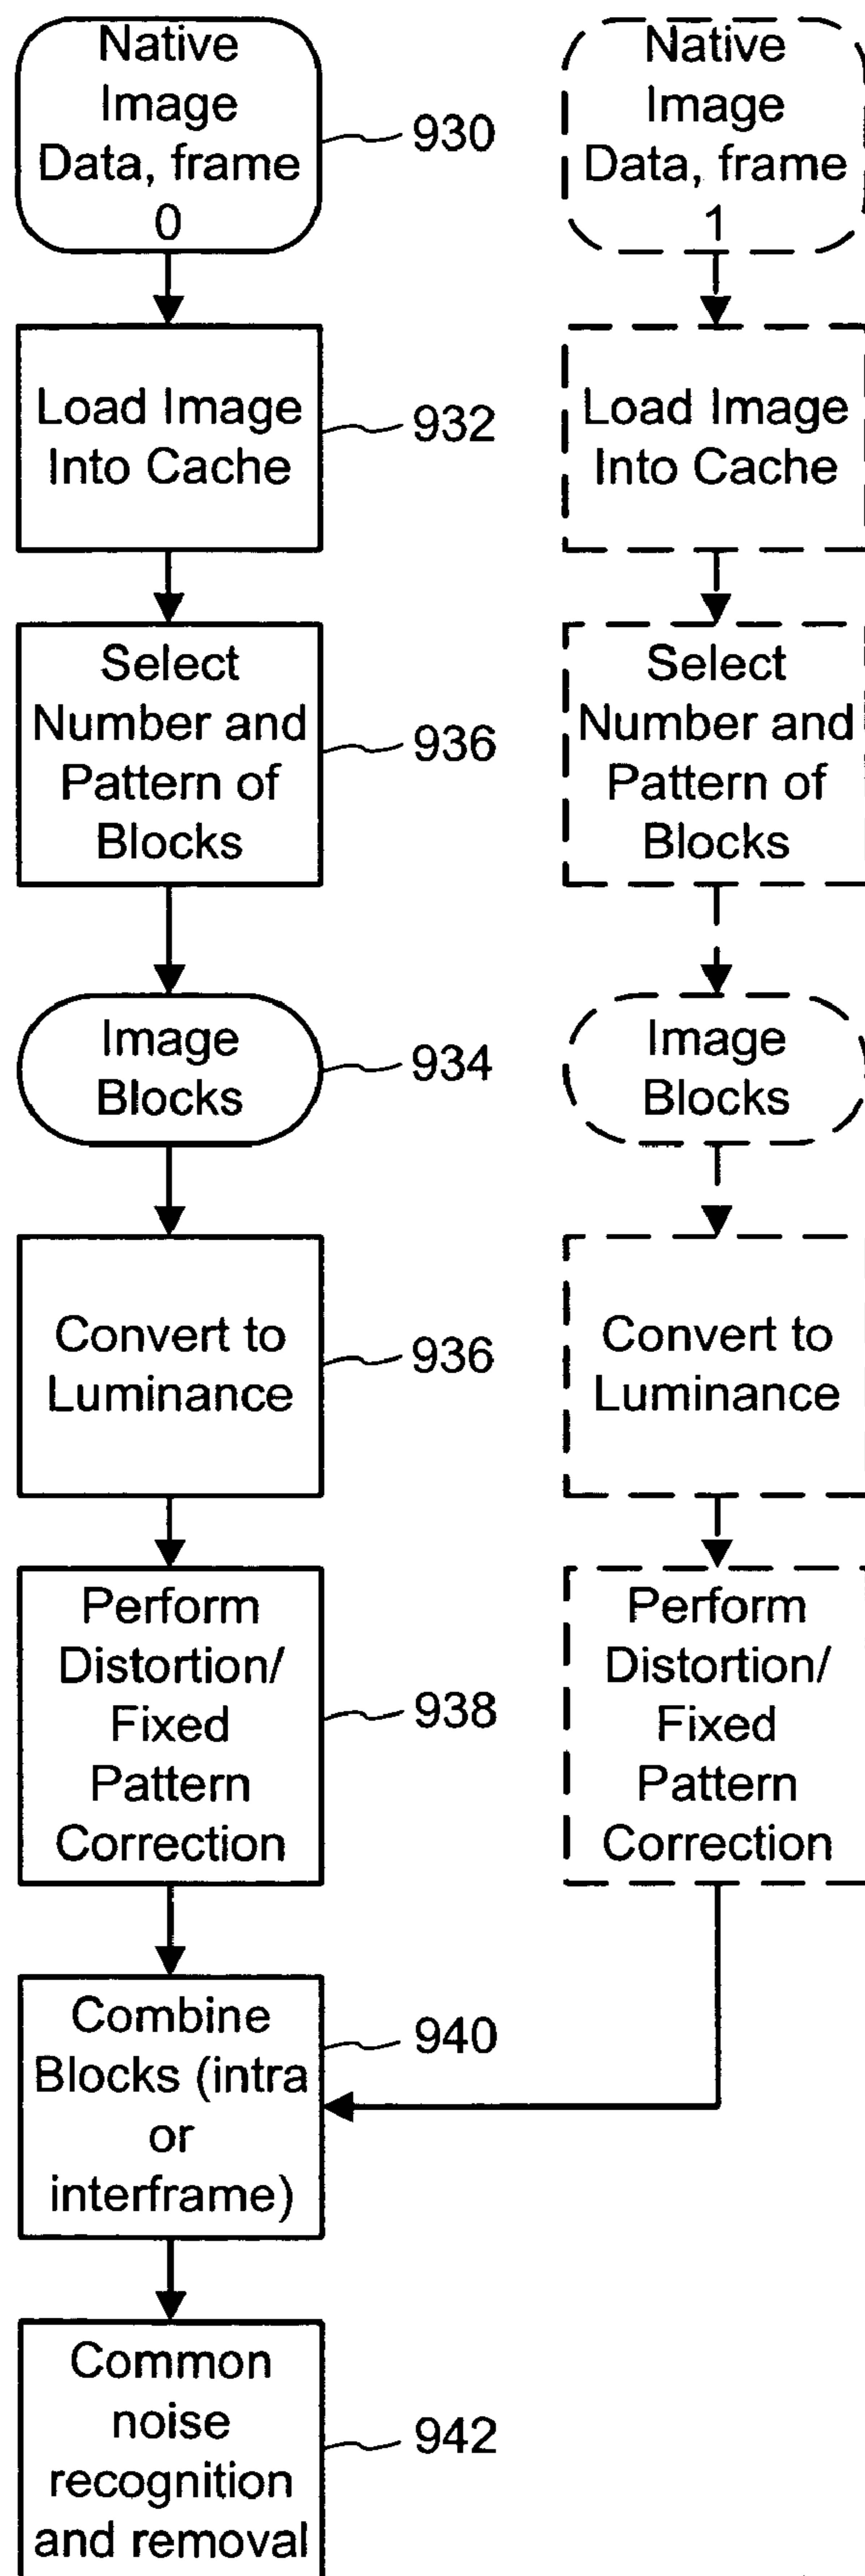 Native
Image
Data, frame
0
930
Native
Image
Data, frame
1
Load Image
Into Cache
932
Load Image
Into Cache
Select
Number and
Pattern of
Blocks
936
Select
Number and
Pattern of
Blocks
Image
Blocks
934
Image
Blocks
Convert to
Luminance
936
Convert to
Luminance
Perform
Distortion/
Fixed
Pattern
Correction
938
Perform
Distortion/
Fixed
Pattern
Correction
Combine
Blocks (intra
or
interframe)
940
Common
noise
recognition
and removal
942